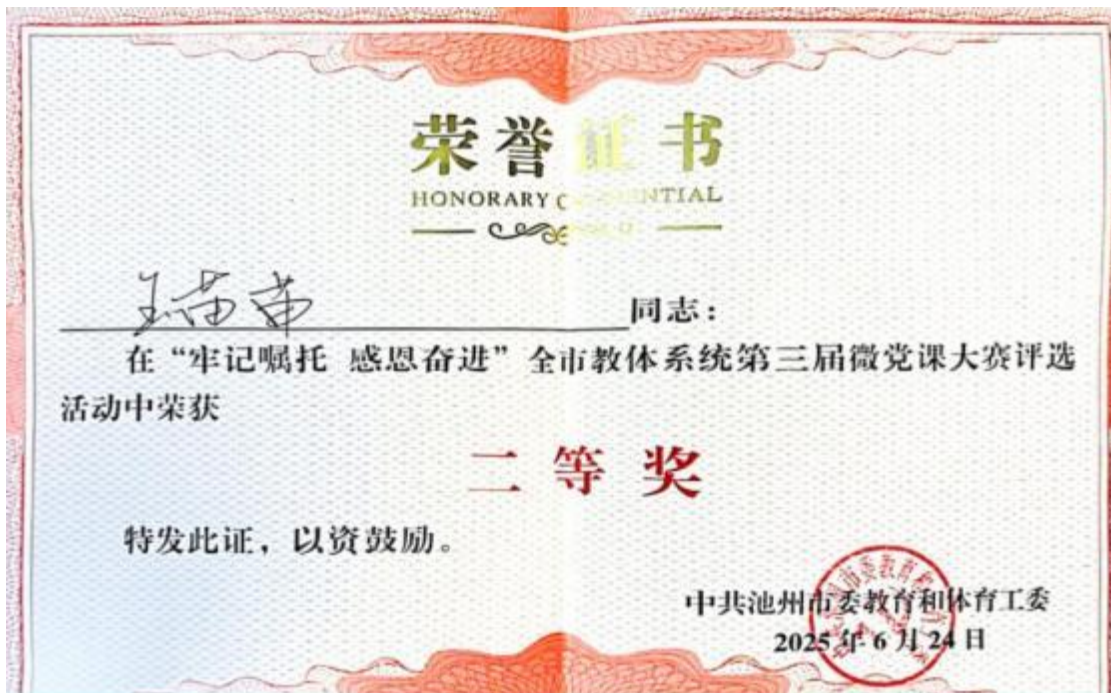 荣誉证书
HONORARY CREDENTIAL
王苗苗 同志：
在“牢记嘱托 感恩奋进”全市教体系统第三届微党课大赛评选
活动中荣获
二等奖
特发此证，以资鼓励。
中共池州市委教育和体育工委
2025年6月24日